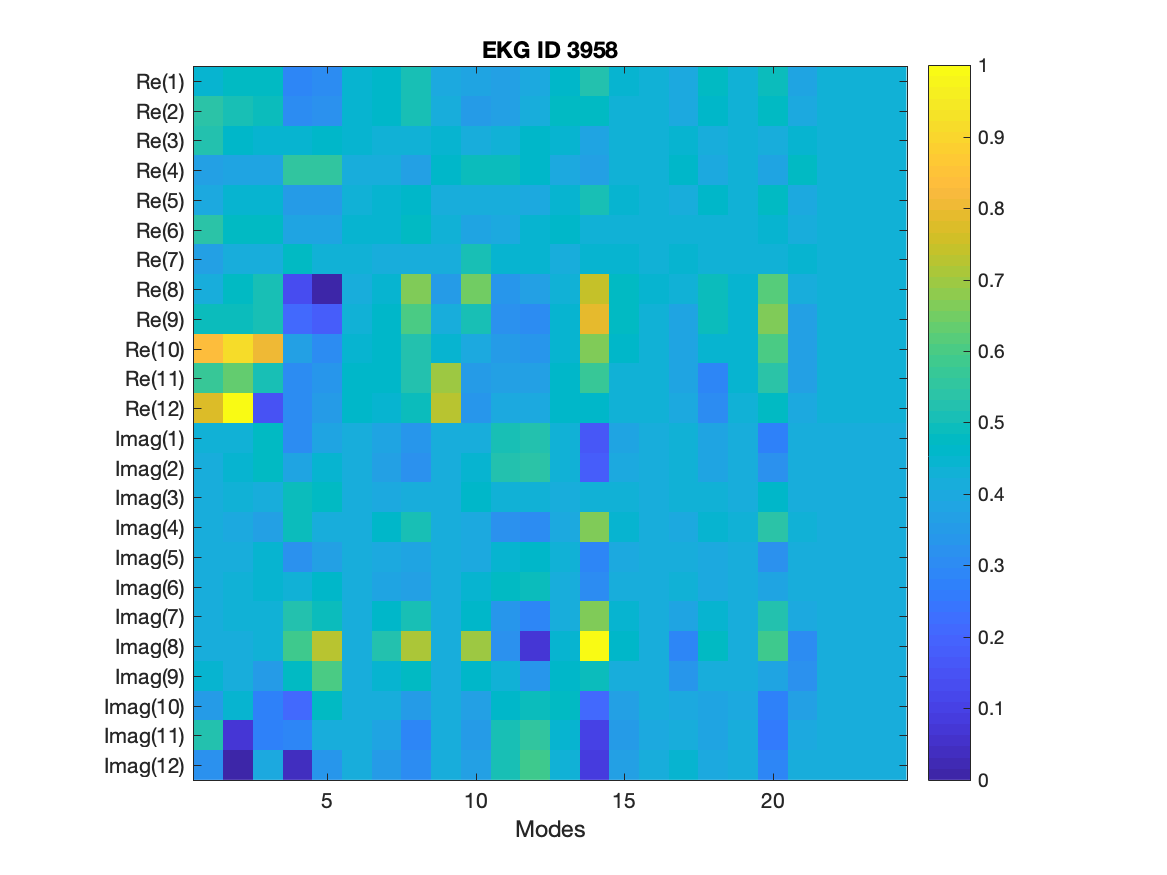 EKG ID 3958
Re(1)
Re(2)
Re(3)
Re(4)
Re(5)
Re(6)
Re(7)
Re(8)
Re(9)
Re(10)
Re(11)
Re(12)
Imag(1)
Imag(2)
Imag(3)
Imag(4)
Imag(5)
Imag(6)
Imag(7)
Imag(8)
Imag(9)
Imag(10)
Imag(11)
Imag(12)
5 10 15 20
Modes
1
0.9
0.8
0.7
0.6
0.5
0.4
0.3
0.2
0.1
0